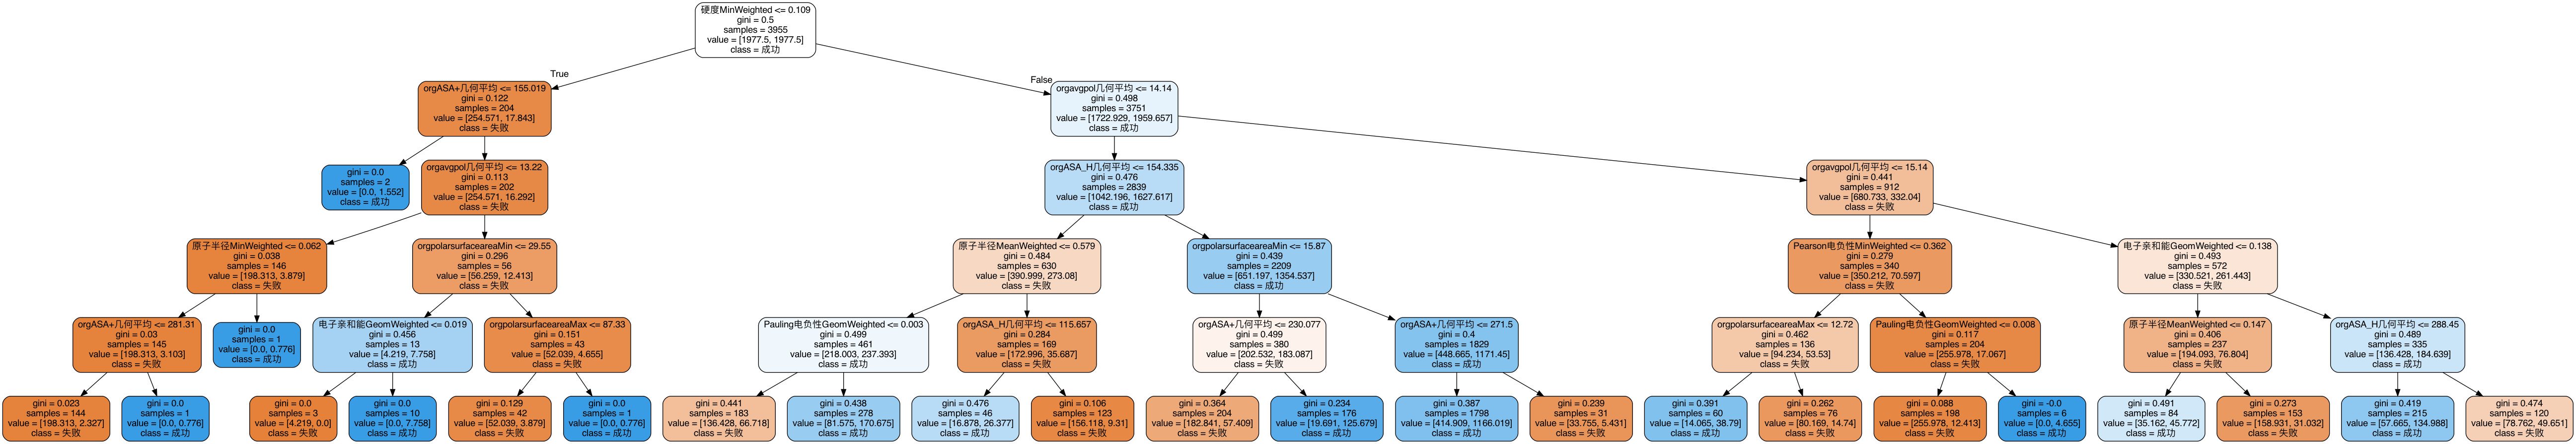 硬度MinWeighted <= 0.109
gini = 0.5
samples = 3955
value = [1977.5, 1977.5]
class = 成功
True
False
orgASA+几何平均 <= 155.019
gini = 0.122
samples = 204
value = [254.571, 17.843]
class = 失败
orgavgpol几何平均 <= 14.14
gini = 0.498
samples = 3751
value = [1722.929, 1959.657]
class = 成功
gini = 0.0
samples = 2
value = [0.0, 1.552]
class = 成功
orgavgpol几何平均 <= 13.22
gini = 0.113
samples = 202
value = [254.571, 16.292]
class = 失败
orgASA_H几何平均 <= 154.335
gini = 0.476
samples = 2839
value = [1042.196, 1627.617]
class = 成功
orgavgpol几何平均 <= 15.14
gini = 0.441
samples = 912
value = [680.733, 332.04]
class = 失败
原子半径MinWeighted <= 0.062
gini = 0.038
samples = 146
value = [198.313, 3.879]
class = 失败
orgpolarsurfaceareaMin <= 29.55
gini = 0.296
samples = 56
value = [56.259, 12.413]
class = 失败
原子半径MeanWeighted <= 0.579
gini = 0.484
samples = 630
value = [390.999, 273.08]
class = 失败
orgpolarsurfaceareaMin <= 15.87
gini = 0.439
samples = 2209
value = [651.197, 1354.537]
class = 成功
Pearson电负性MinWeighted <= 0.362
gini = 0.279
samples = 340
value = [350.212, 70.597]
class = 失败
电子亲和能GeomWeighted <= 0.138
gini = 0.493
samples = 572
value = [330.521, 261.443]
class = 失败
orgASA+几何平均 <= 281.31
gini = 0.03
samples = 145
value = [198.313, 3.103]
class = 失败
gini = 0.0
samples = 1
value = [0.0, 0.776]
class = 成功
电子亲和能GeomWeighted <= 0.019
gini = 0.456
samples = 13
value = [4.219, 7.758]
class = 成功
orgpolarsurfaceareaMax <= 87.33
gini = 0.151
samples = 43
value = [52.039, 4.655]
class = 失败
Pauling电负性GeomWeighted <= 0.003
gini = 0.499
samples = 461
value = [218.003, 237.393]
class = 成功
orgASA_H几何平均 <= 115.657
gini = 0.284
samples = 169
value = [172.996, 35.687]
class = 失败
orgASA+几何平均 <= 230.077
gini = 0.499
samples = 380
value = [202.532, 183.087]
class = 失败
orgASA+几何平均 <= 271.5
gini = 0.4
samples = 1829
value = [448.665, 1171.45]
class = 成功
orgpolarsurfaceareaMax <= 12.72
gini = 0.462
samples = 136
value = [94.234, 53.53]
class = 失败
Pauling电负性GeomWeighted <= 0.008
gini = 0.117
samples = 204
value = [255.978, 17.067]
class = 失败
原子半径MeanWeighted <= 0.147
gini = 0.406
samples = 237
value = [194.093, 76.804]
class = 失败
orgASA_H几何平均 <= 288.45
gini = 0.489
samples = 335
value = [136.428, 184.639]
class = 成功
gini = 0.023
samples = 144
value = [198.313, 2.327]
class = 失败
gini = 0.0
samples = 1
value = [0.0, 0.776]
class = 成功
gini = 0.0
samples = 3
value = [4.219, 0.0]
class = 失败
gini = 0.0
samples = 10
value = [0.0, 7.758]
class = 成功
gini = 0.129
samples = 42
value = [52.039, 3.879]
class = 失败
gini = 0.0
samples = 1
value = [0.0, 0.776]
class = 成功
gini = 0.441
samples = 183
value = [136.428, 66.718]
class = 失败
gini = 0.438
samples = 278
value = [81.575, 170.675]
class = 成功
gini = 0.476
samples = 46
value = [16.878, 26.377]
class = 成功
gini = 0.106
samples = 123
value = [156.118, 9.31]
class = 失败
gini = 0.364
samples = 204
value = [182.841, 57.409]
class = 失败
gini = 0.234
samples = 176
value = [19.691, 125.679]
class = 成功
gini = 0.387
samples = 1798
value = [414.909, 1166.019]
class = 成功
gini = 0.239
samples = 31
value = [33.755, 5.431]
class = 失败
gini = 0.391
samples = 60
value = [14.065, 38.79]
class = 成功
gini = 0.262
samples = 76
value = [80.169, 14.74]
class = 失败
gini = 0.088
samples = 198
value = [255.978, 12.413]
class = 失败
gini = -0.0
samples = 6
value = [0.0, 4.655]
class = 成功
gini = 0.491
samples = 84
value = [35.162, 45.772]
class = 成功
gini = 0.273
samples = 153
value = [158.931, 31.032]
class = 失败
gini = 0.419
samples = 215
value = [57.665, 134.988]
class = 成功
gini = 0.474
samples = 120
value = [78.762, 49.651]
class = 失败